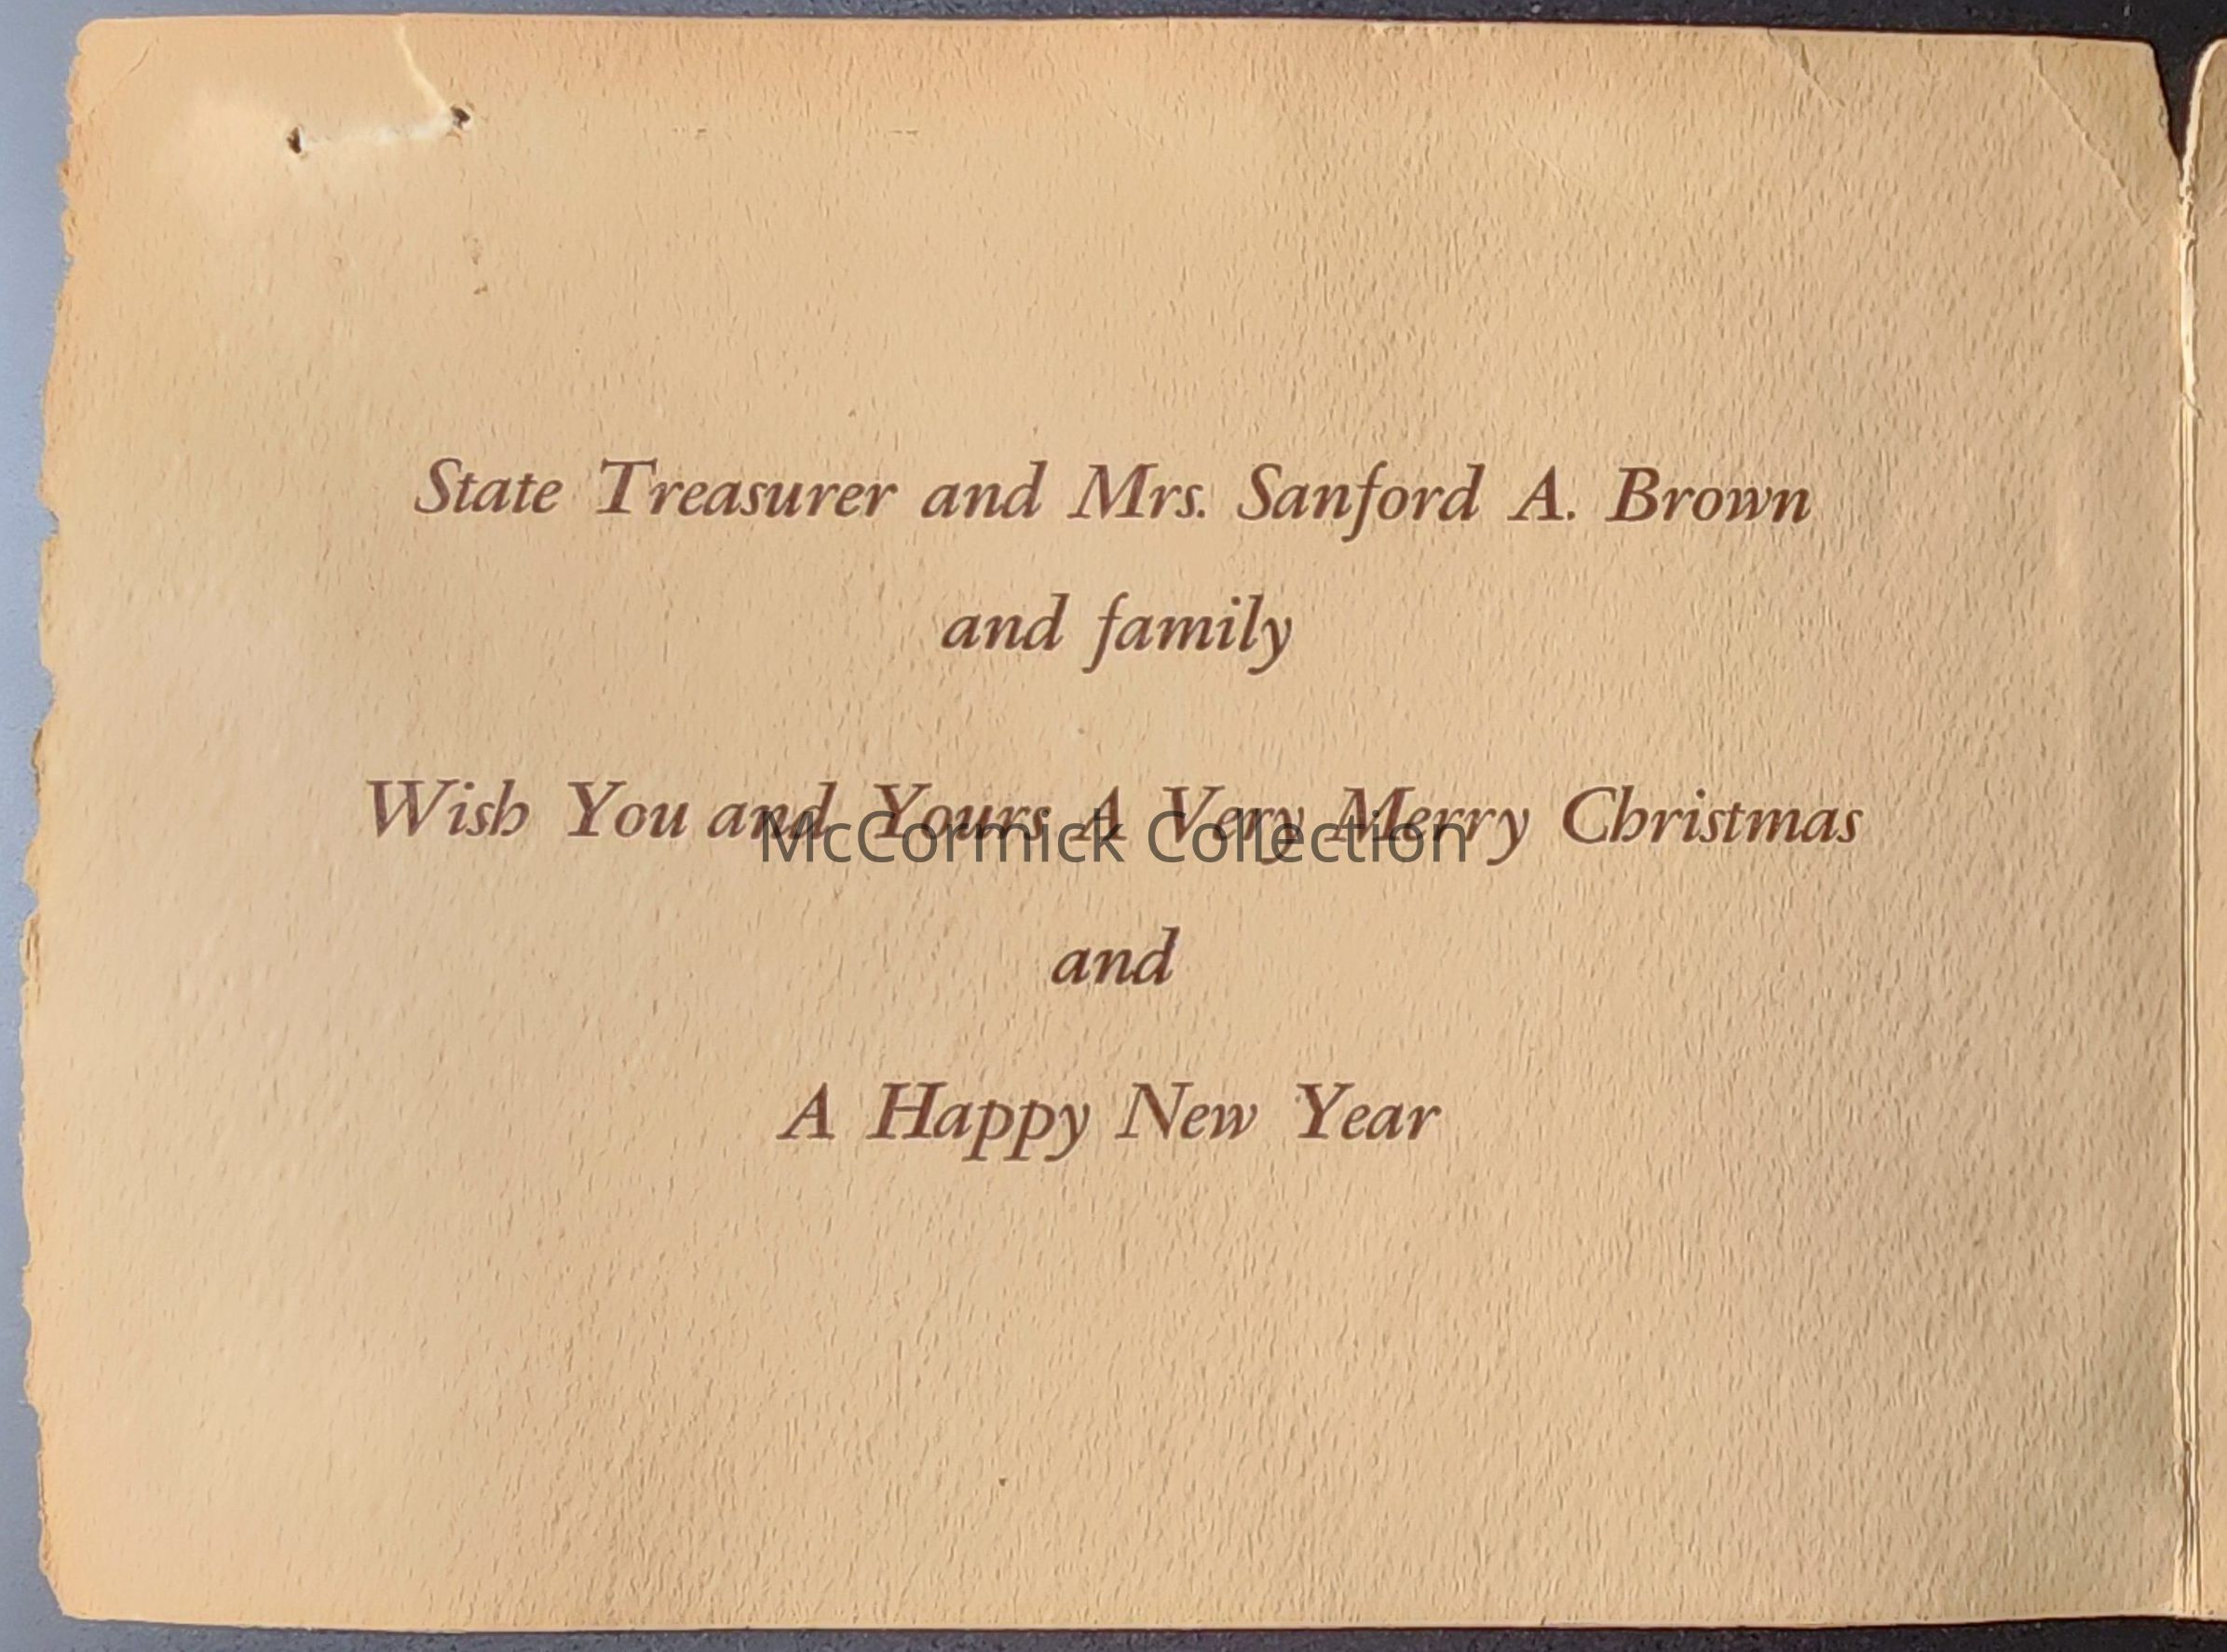 State Treasurer and Mrs. Sanford A. Brown
and family
Wish You and Yours A Very Merry Christmas
McCormick Collection
and
A Happy New Year